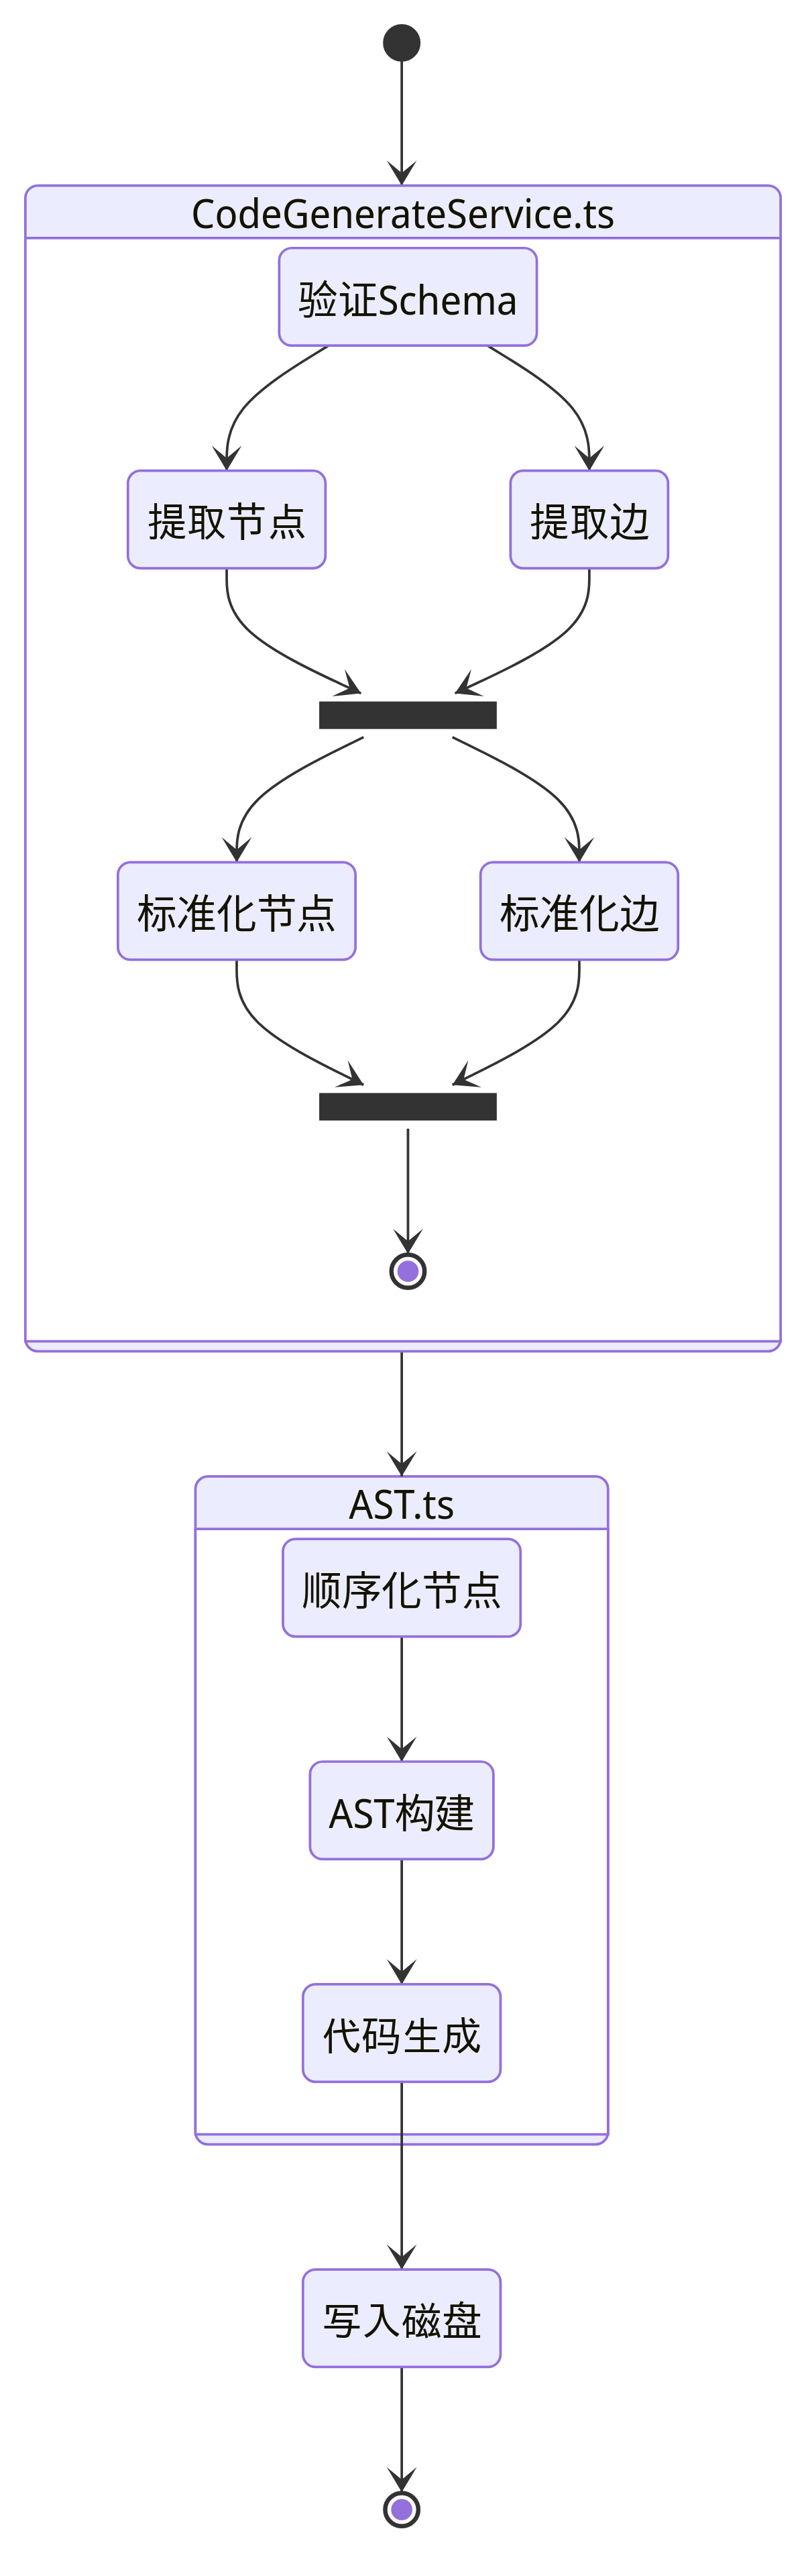 CodeGenerateService.ts
验证Schema
提取节点
提取边
标准化节点
标准化边
AST.ts
顺序化节点
AST构建
代码生成
写入磁盘